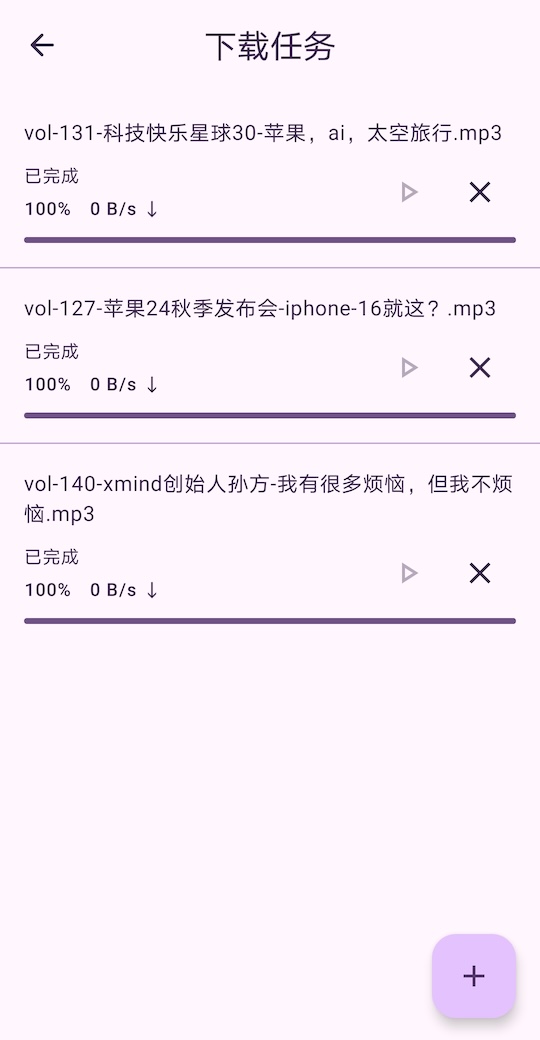 下载任务
vol-131-科技快乐星球30-苹果，ai，太空旅行.mp3
已完成
100% 0 B/s ↓
vol-127-苹果24秋季发布会-iphone-16就这？.mp3
已完成
100% 0 B/s ↓
vol-140-xmind创始人孙方-我有很多烦恼，但我不烦
恼.mp3
已完成
100% 0 B/s ↓